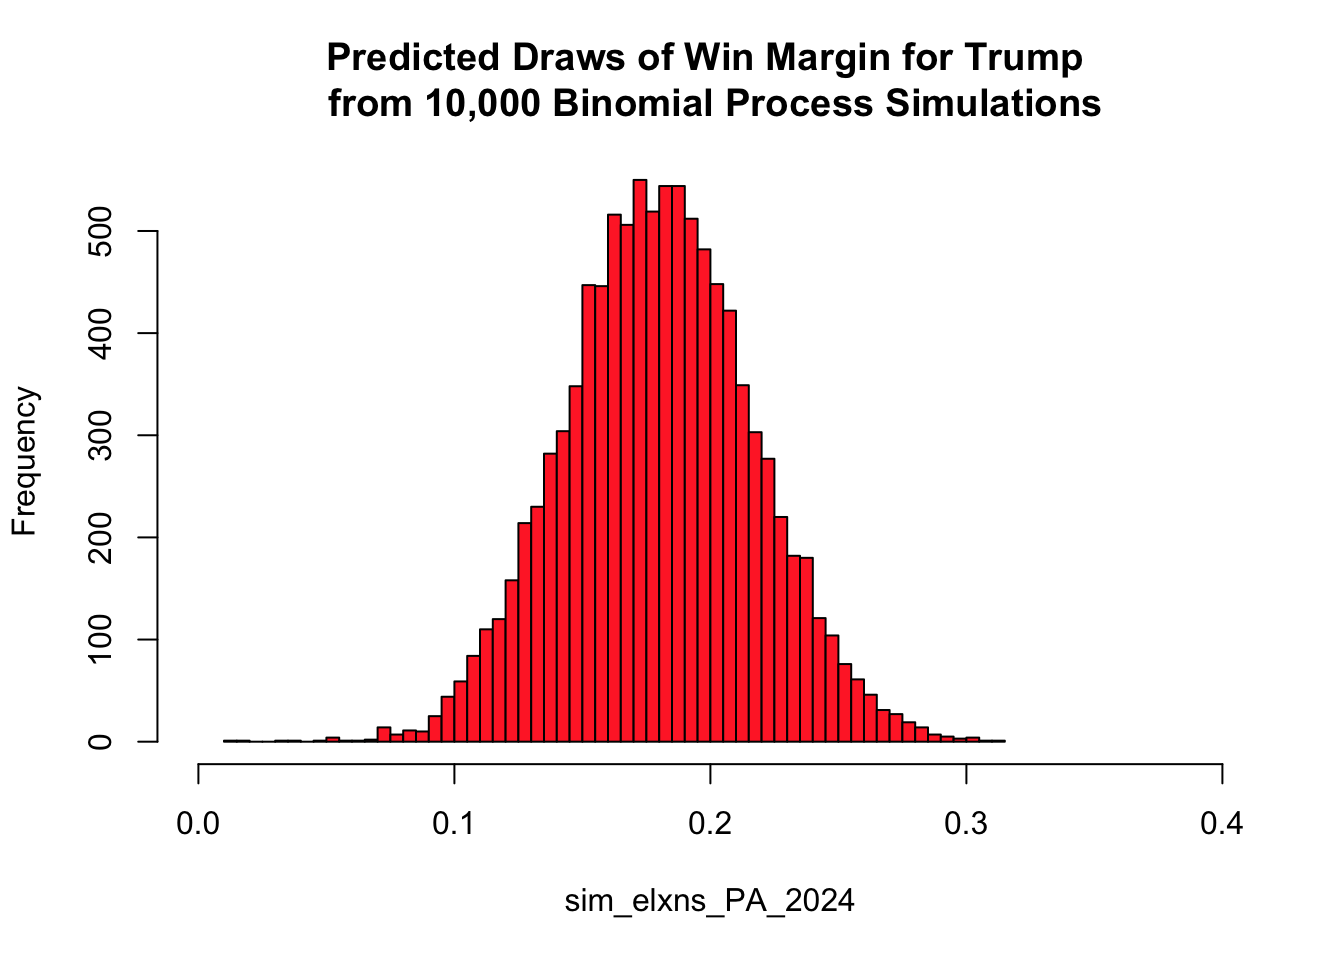 Predicted Draws of Win Margin for Trump
from 10,000 Binomial Process Simulations
Frequency
500
400
300
200
100
0
0.0 0.1 0.2 0.3 0.4
sim_elxns_PA_2024